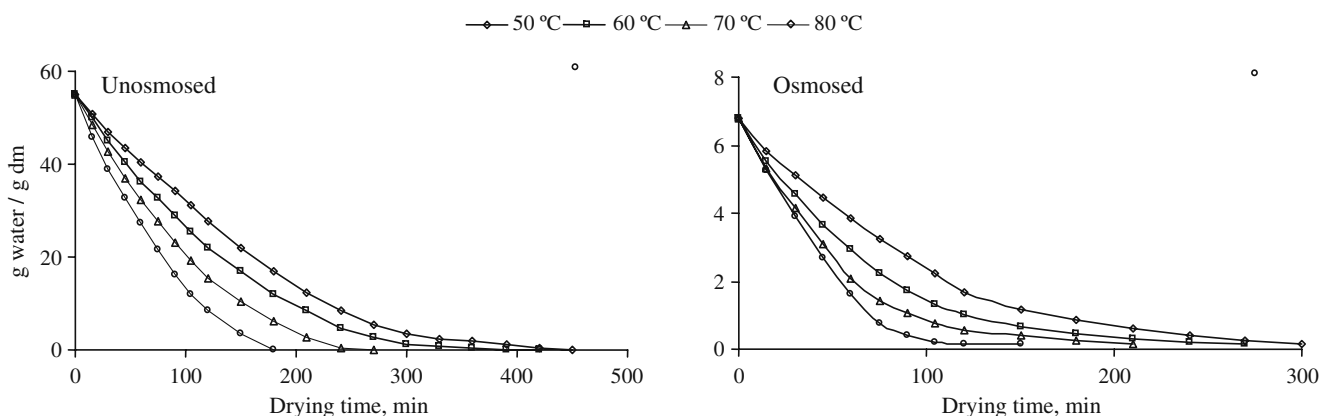 50 ºC 60 ºC 70 ºC 80 ºC
Unosmosed
g water / g dm
60
40
20
0
0 100 200 300 400 500
Drying time, min
Osmosed
8
6
4
2
0
0 100 200 300
Drying time, min